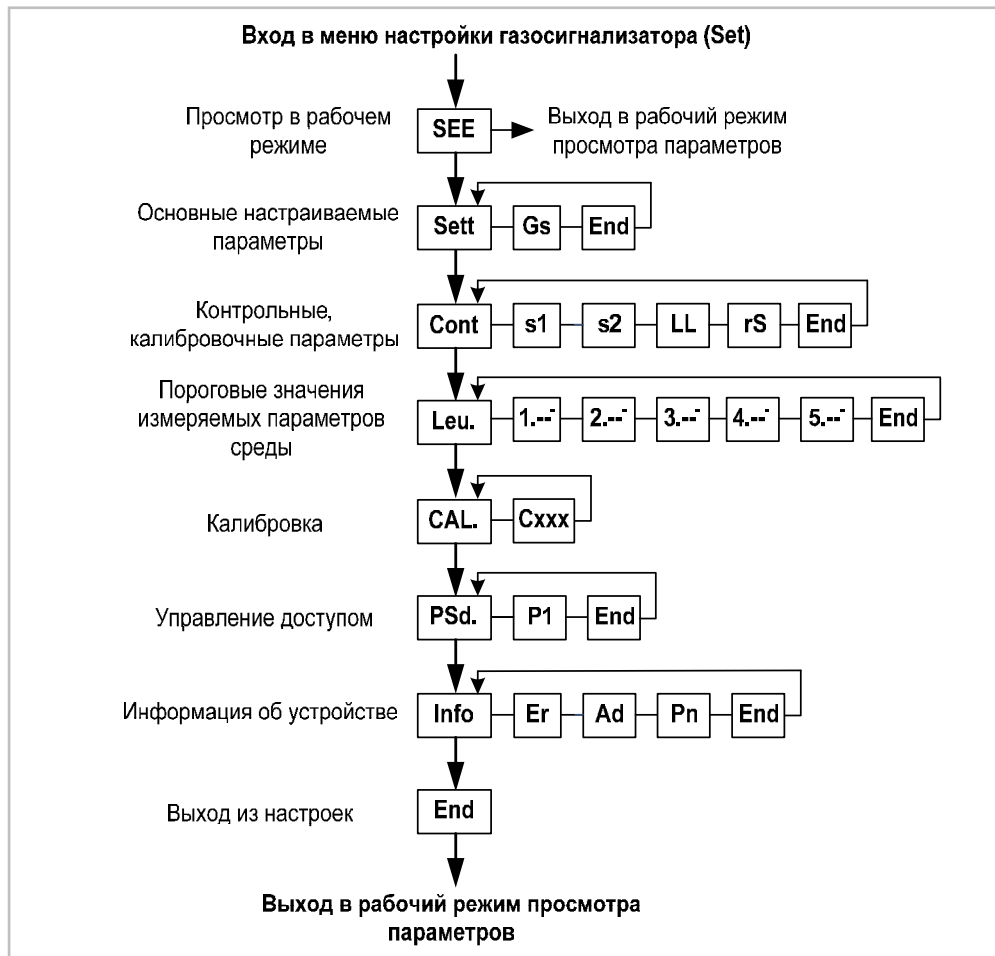 Вход в меню настройки газосигнализатора (Set)
Просмотр в рабочем
режиме
SEE
Выход в рабочий режим
просмотра параметров
Основные настраиваемые
параметры
Sett Gs End
Контрольные,
калибровочные параметры
Cont s1 s2 LL rS End
Пороговые значения
измеряемых параметров
среды
Leu. 1.--- 2.--- 3.--- 4.--- 5.--- End
Калибровка
CAL. Cxxx
Управление доступом
PSd. P1 End
Информация об устройстве
Info Er Ad Pn End
Выход из настроек
End
Выход в рабочий режим просмотра
параметров